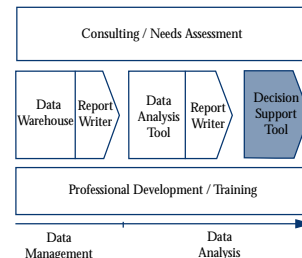 Consulting / Needs Assessment
Data
Warehouse
Report
Writer
Data
Analysis
Tool
Report
Writer
Decision
Support
Tool
Professional Development / Training
Data
Management
Data
Analysis